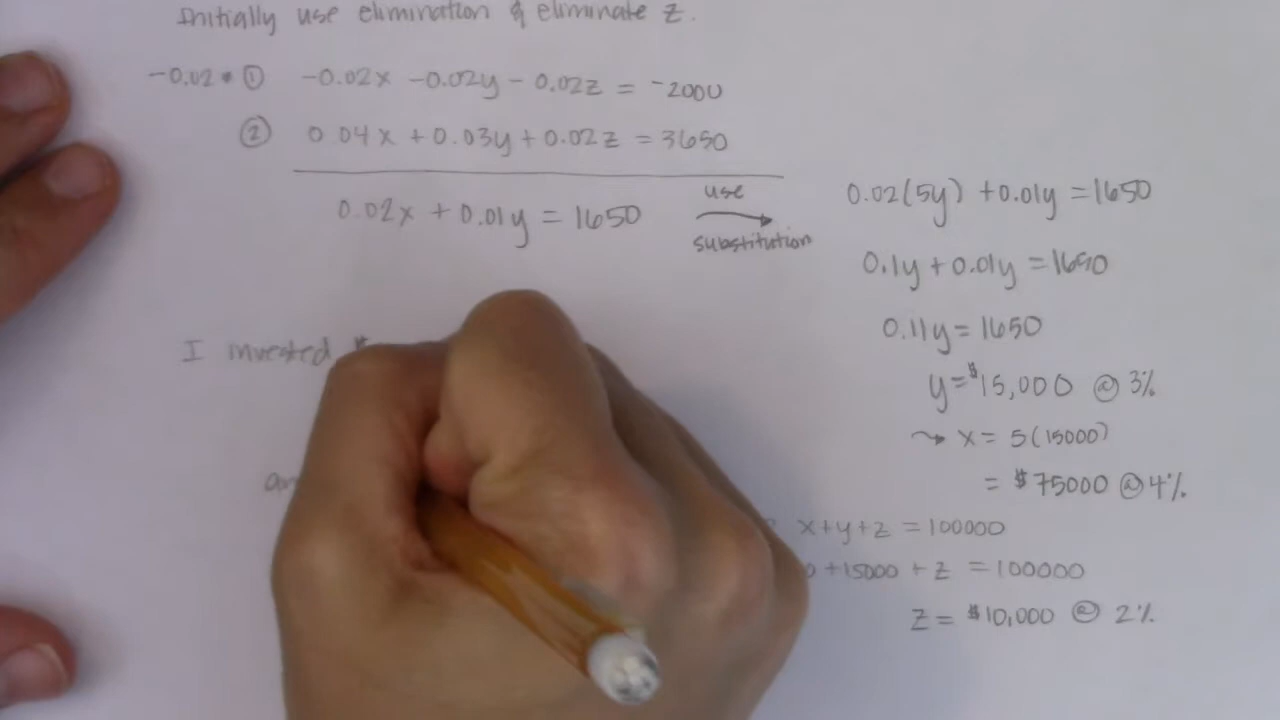 Initially use elimination & eliminate z.
-0.02 * ① -0.02x -0.02y - 0.02z = -2000
② 0.04x + 0.03y + 0.02z = 3650
0.02x + 0.01y = 1650
use
substitution
I invested $
an
0.02(5y) + 0.01y = 1650
0.1y + 0.01y = 1650
0.11y = 1650
y = $15,000 @ 3%
→ x = 5(15000)
= $75000 @ 4%
x + y + z = 100000
0 + 15000 + z = 100000
z = $10,000 @ 2%